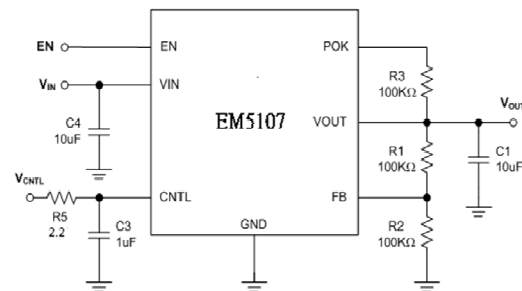 EN
EN
POK
R3
100KΩ
VIN
VIN
C4
10uF
EM5107
VOUT
VOUT
R1
100KΩ
C1
10uF
VCNTL
R5
2.2
CNTL
C3
1uF
GND
FB
R2
100KΩ